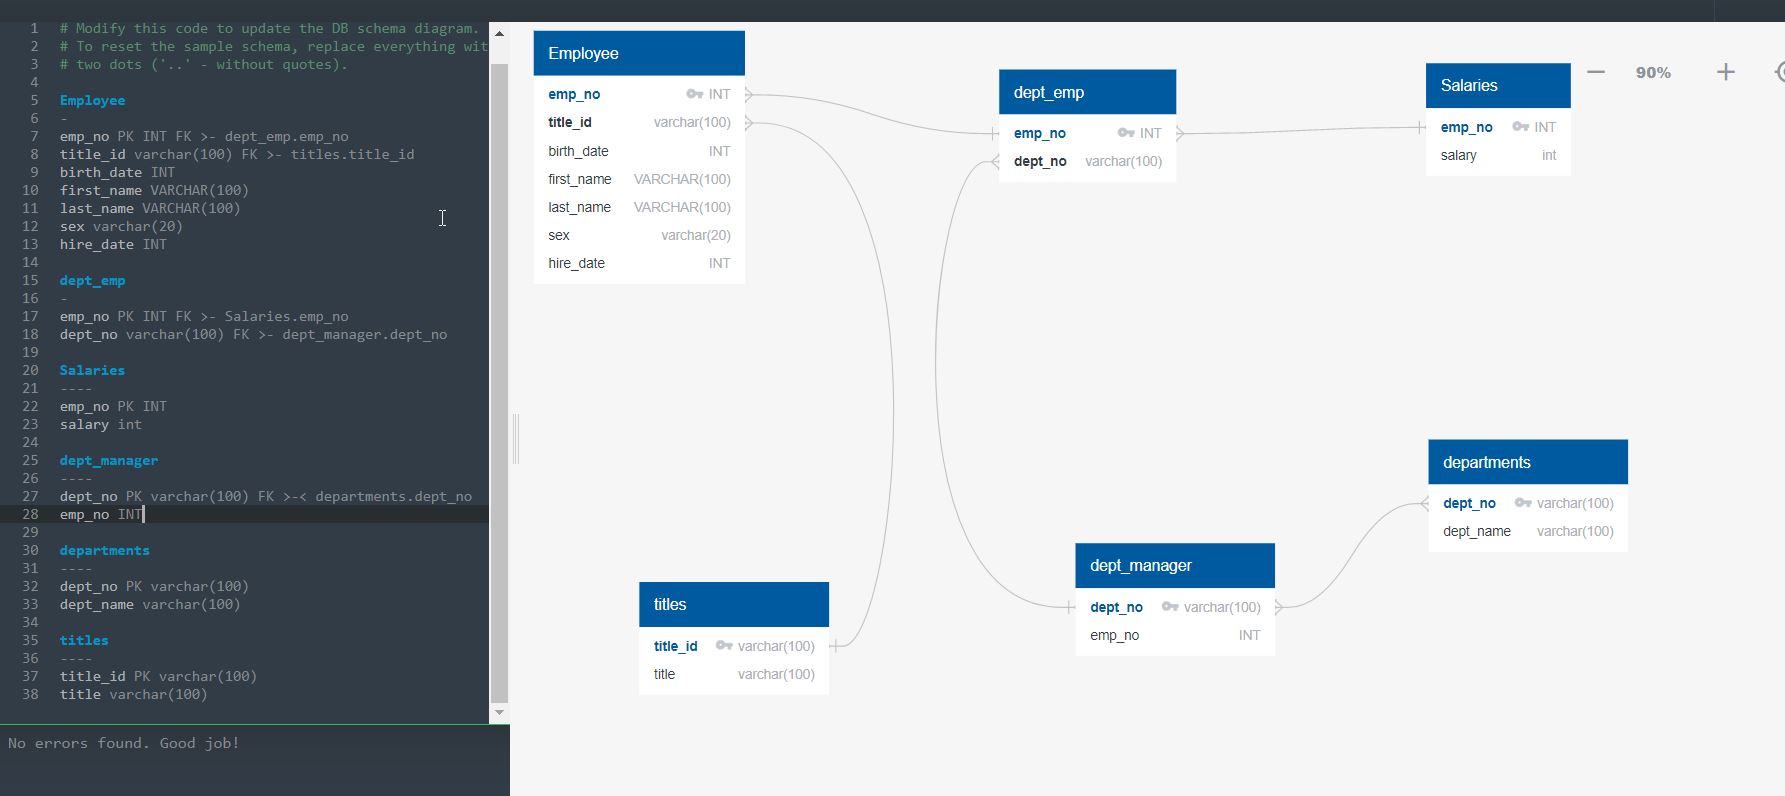 1 # Modify this code to update the DB schema diagram.
2 # To reset the sample schema, replace everything wit
3 # two dots ('..' - without quotes).
4
5 Employee
6 -
7 emp_no PK INT FK >- dept_emp.emp_no
8 title_id varchar(100) FK >- titles.title_id
9 birth_date INT
10 first_name VARCHAR(100)
11 last_name VARCHAR(100)
12 sex varchar(20)
13 hire_date INT
14
15 dept_emp
16 -
17 emp_no PK INT FK >- Salaries.emp_no
18 dept_no varchar(100) FK >- dept_manager.dept_no
19
20 Salaries
21 ----
22 emp_no PK INT
23 salary int
24
25 dept_manager
26 ----
27 dept_no PK varchar(100) FK >-< departments.dept_no
28 emp_no INT
29
30 departments
31 ----
32 dept_no PK varchar(100)
33 dept_name varchar(100)
34
35 titles
36 ----
37 title_id PK varchar(100)
38 title varchar(100)
No errors found. Good job!
Employee
emp_no INT
title_id varchar(100)
birth_date INT
first_name VARCHAR(100)
last_name VARCHAR(100)
sex varchar(20)
hire_date INT
dept_emp
emp_no INT
dept_no varchar(100)
Salaries
emp_no INT
salary int
90%
departments
dept_no varchar(100)
dept_name varchar(100)
dept_manager
dept_no varchar(100)
emp_no INT
titles
title_id varchar(100)
title varchar(100)